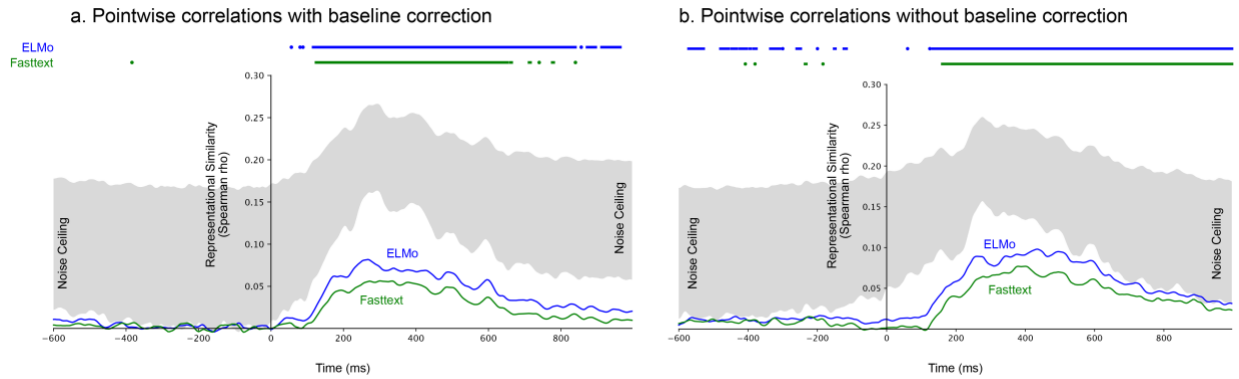 a. Pointwise correlations with baseline correction
ELMo
Fasttext
0.30
0.25
0.20
0.15
0.10
0.05
Representational Similarity
(Spearman rho)
Noise Ceiling
Noise Ceiling
ELMo
Fasttext
−600
−400
−200
0
200
400
600
800
Time (ms)
b. Pointwise correlations without baseline correction
0.30
0.25
0.20
0.15
0.10
0.05
Representational Similarity
(Spearman rho)
Noise Ceiling
Noise Ceiling
ELMo
Fasttext
−600
−400
−200
0
200
400
600
800
Time (ms)